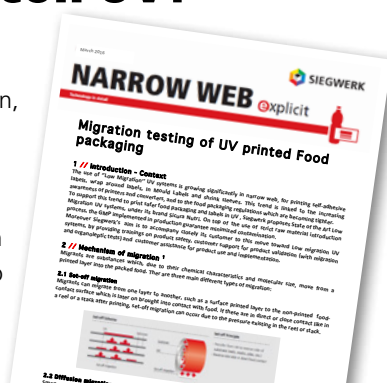 n,
March 2016
NARROW WEB explicit
SIEGWERK
Technology in detail
Migration testing of UV printed Food
packaging
1 // Introduction - Context
The use of "Low Migration" UV systems is growing significantly in narrow web, for printing self-adhesive
labels, wrap around labels, In Mould Labels and shrink Sleeves. This trend is linked to the increasing
awareness of printers and converters, and to the food packaging regulations which are becoming tighter.
To support this trend to print safer food packaging and labels in UV, Siegwerk proposes State of the Art Low
Migration UV systems, under its brand Sicura Nutri. On top of the use of strict raw material introduction
process, the GMP implemented in production guarantee minimized contamination.
Moreover Siegwerk's aim is to accompany closely its customer to this move toward Low migration UV
systems, by providing trainings on product safety, customer support for product validation (with migration
and organoleptic trials) and customer assistance for product use and implementation.
2 // Mechanism of migration 1
Migrants are substances which, due to their chemical characteristics and molecular size, move from a
printed layer into the packed food. There are three main different types of migration:
2.1 Set-off migration
Migrants can migrate from one layer to another, such as a surface printed layer to the non-printed food-
contact surface which is later on brought into contact with food. If these are in direct or close contact like in
a reel or a stack after printing, set-off migration can occur due to the pressure existing in the reel or stack.
2.2 Diffusion migration